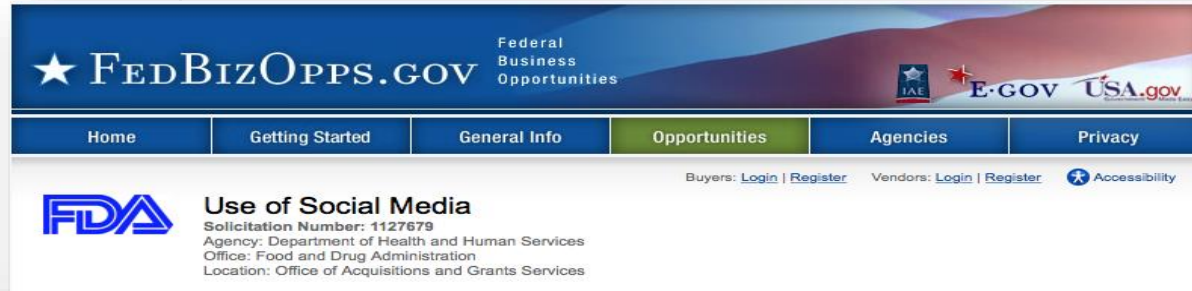 ★ FEDBIZOPPS.GOV
Federal
Business
Opportunities
IAE
E-GOV
USA.gov
Home Getting Started General Info Opportunities Agencies Privacy
Buyers: Login | Register Vendors: Login | Register Accessibility
FDA
Use of Social Media
Solicitation Number: 1127679
Agency: Department of Health and Human Services
Office: Food and Drug Administration
Location: Office of Acquisitions and Grants Services